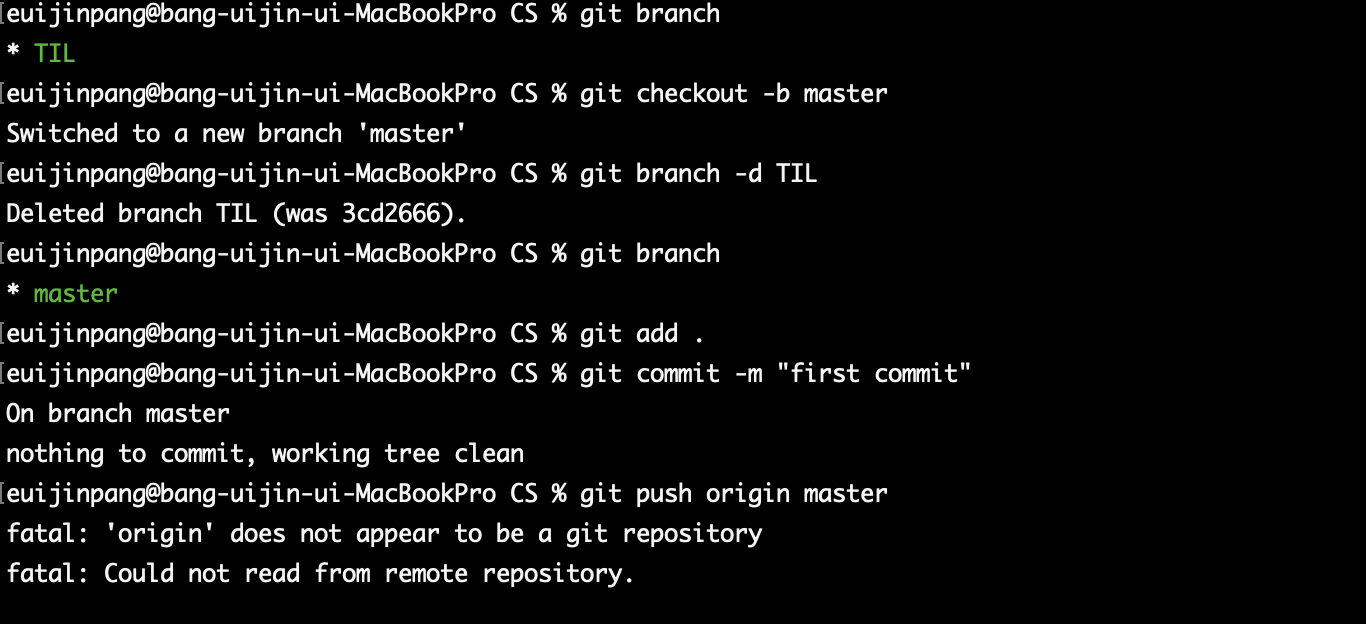 [euijinpang@bang-uijin-ui-MacBookPro CS % git branch
* TIL
[euijinpang@bang-uijin-ui-MacBookPro CS % git checkout -b master
Switched to a new branch 'master'
[euijinpang@bang-uijin-ui-MacBookPro CS % git branch -d TIL
Deleted branch TIL (was 3cd2666).
[euijinpang@bang-uijin-ui-MacBookPro CS % git branch
* master
[euijinpang@bang-uijin-ui-MacBookPro CS % git add .
[euijinpang@bang-uijin-ui-MacBookPro CS % git commit -m "first commit"
On branch master
nothing to commit, working tree clean
[euijinpang@bang-uijin-ui-MacBookPro CS % git push origin master
fatal: 'origin' does not appear to be a git repository
fatal: Could not read from remote repository.